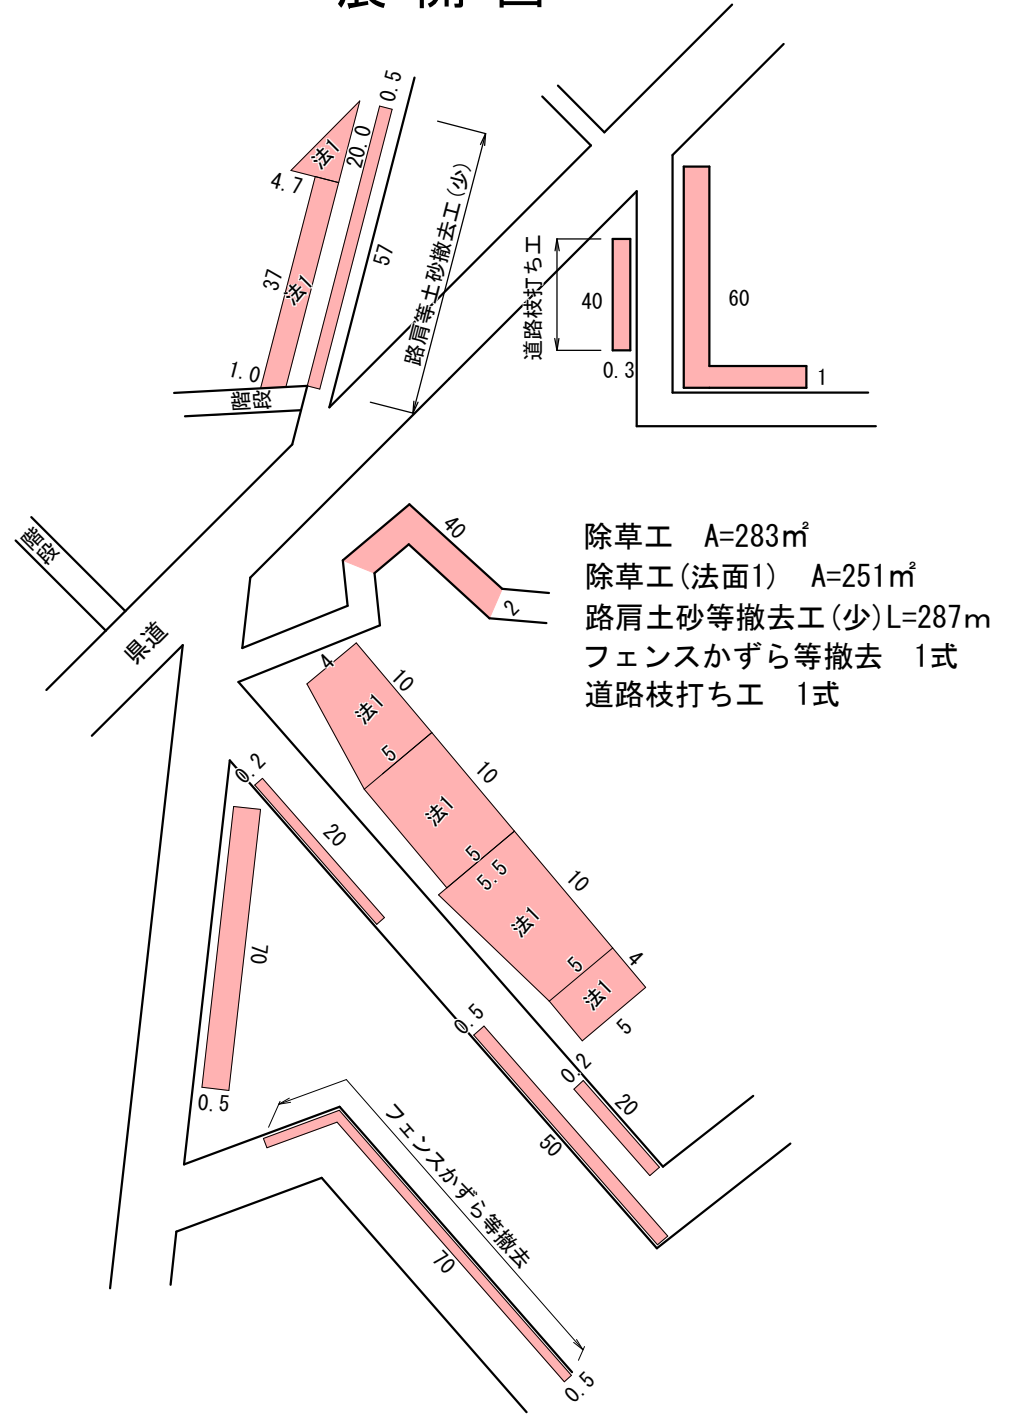 展開図
0.5
20.0
法1
4.7
57
37
法1
1.0
階段
路肩等土砂撤去工(少)
道路枝打ち工
40
0.3
60
1
階段
県道
40
2
除草工 A=283㎡
除草工(法面1) A=251㎡
路肩土砂等撤去工(少)L=287m
フェンスかずら等撤去 1式
道路枝打ち工 1式
4
10
法1
5
10
法1
5
5.5
10
法1
5
4
法1
5
0.2
20
70
0.5
0.5
50
0.2
20
フェンスかずら等撤去
70
0.5